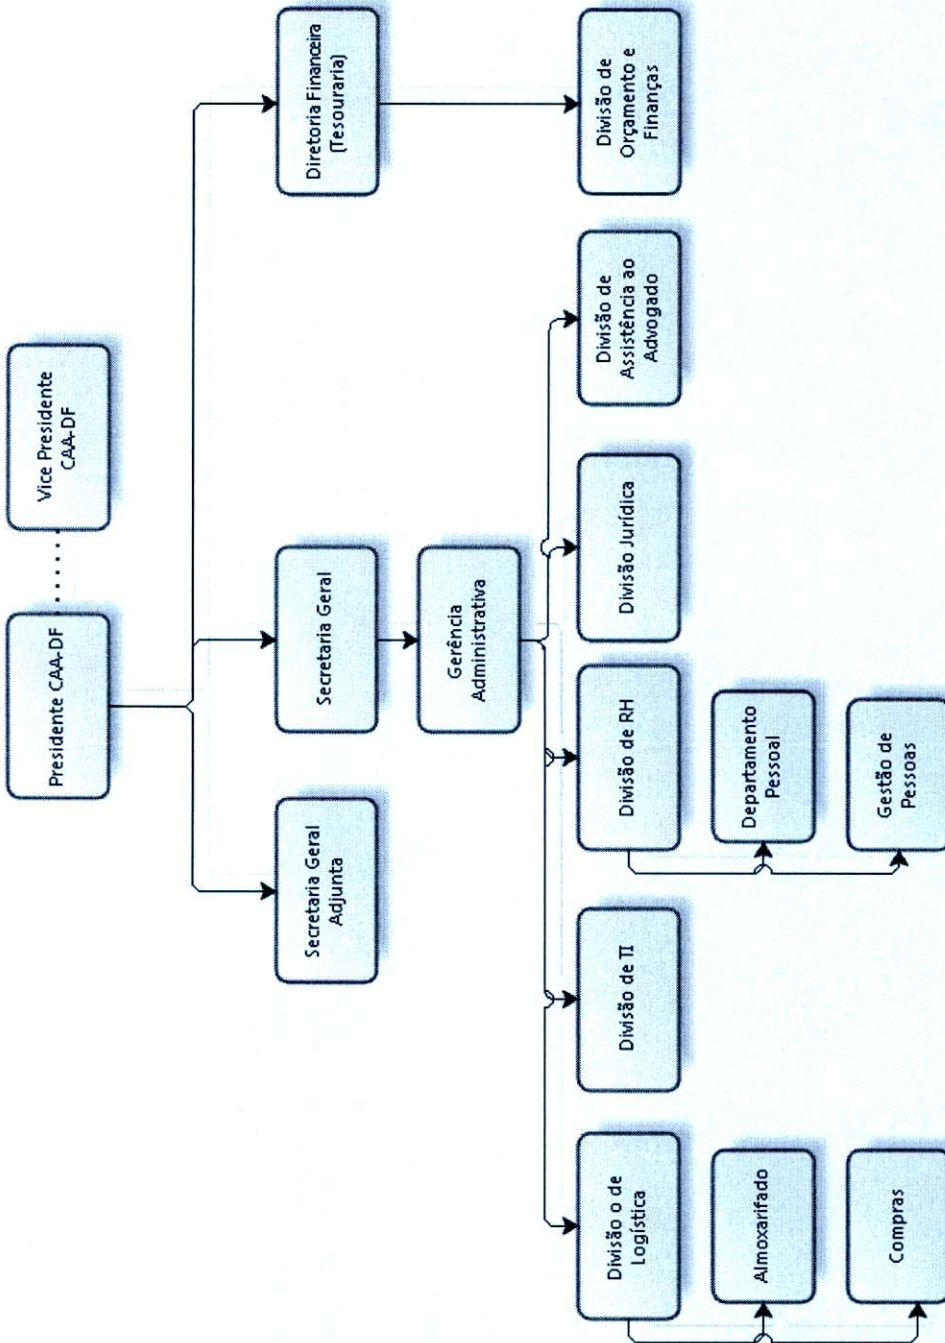 Presidente CAA-DF
Vice Presidente
CAA-DF
Secretaria Geral
Adjunta
Secretaria Geral
Diretoria Financeira
(Tesouraria)
Gerência
Administrativa
Divisão o de
Logística
Divisão de TI
Divisão de RH
Divisão Jurídica
Divisão de
Assistência ao
Advogado
Divisão de
Orçamento e
Finanças
Almoxarifado
Departamento
Pessoal
Compras
Gestão de
Pessoas